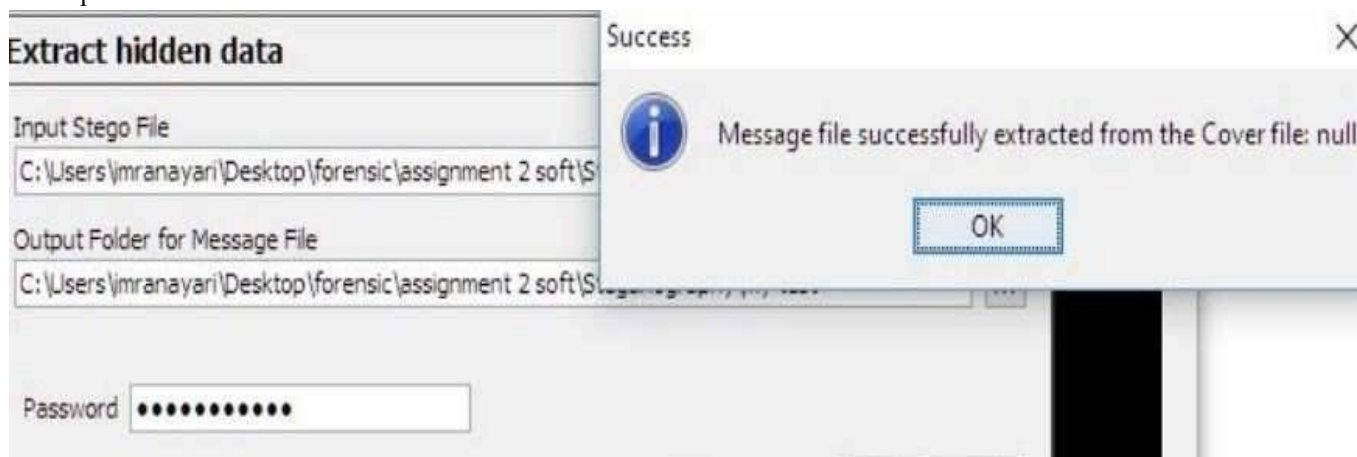 Extract hidden data
Success
Message file successfully extracted from the Cover file: null
OK
Input Stego File
C:\Users\imranayari\Desktop\forensic\assignment 2 soft\S
Output Folder for Message File
C:\Users\imranayari\Desktop\forensic\assignment 2 soft\S
...
Password •••••••••••